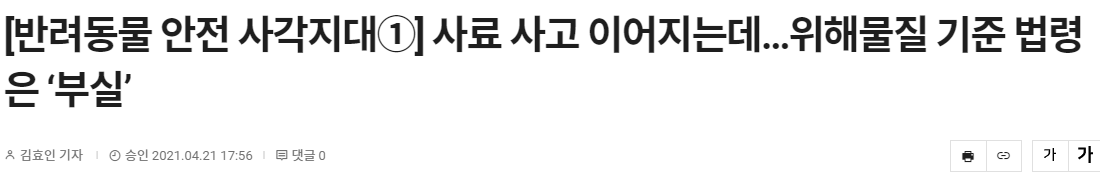 [반려동물 안전 사각지대①] 사료 사고 이어지는데…위해물질 기준 법령
은 ‘부실’
김효인 기자 승인 2021.04.21 17:56 댓글 0 가 가